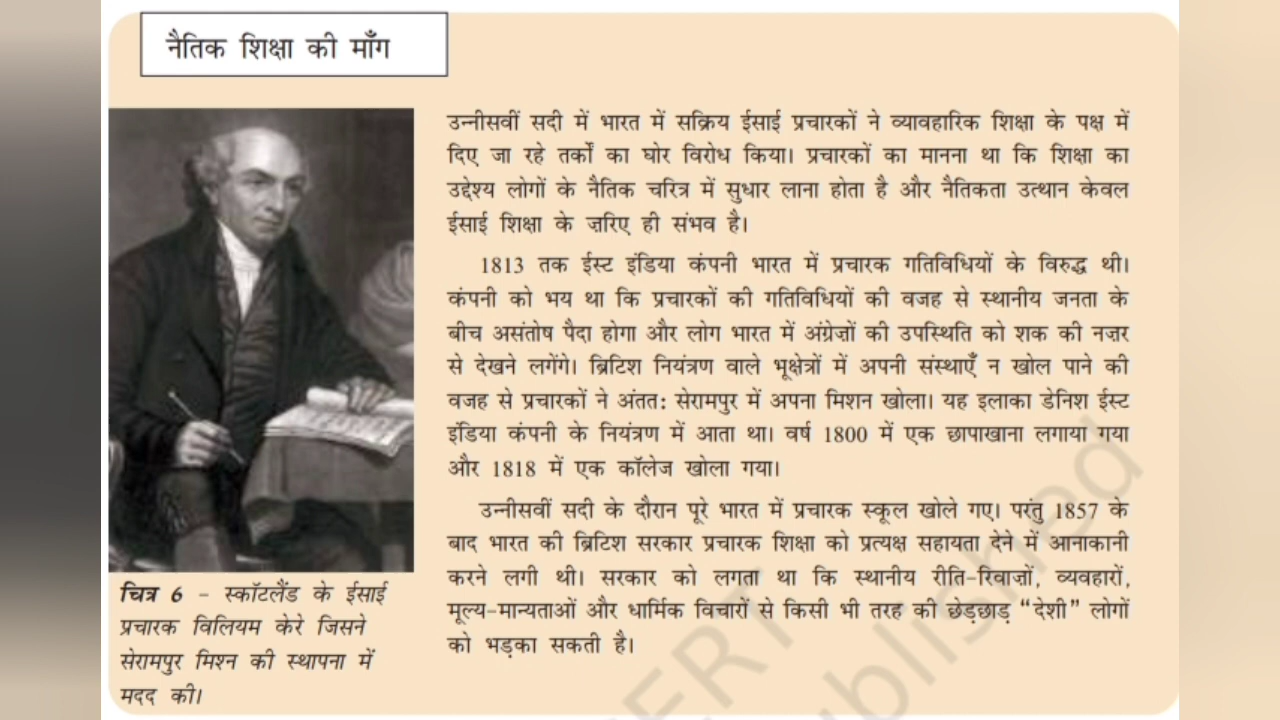 नैतिक शिक्षा की माँग
उन्नीसवीं सदी में भारत में सक्रिय ईसाई प्रचारकों ने व्यावहारिक शिक्षा के पक्ष में
दिए जा रहे तर्कों का घोर विरोध किया। प्रचारकों का मानना था कि शिक्षा का
उद्देश्य लोगों के नैतिक चरित्र में सुधार लाना होता है और नैतिकता उत्थान केवल
ईसाई शिक्षा के ज़रिए ही संभव है।
1813 तक ईस्ट इंडिया कंपनी भारत में प्रचारक गतिविधियों के विरुद्ध थी।
कंपनी को भय था कि प्रचारकों की गतिविधियों की वजह से स्थानीय जनता के
बीच असंतोष पैदा होगा और लोग भारत में अंग्रेज़ों की उपस्थिति को शक की नज़र
से देखने लगेंगे। ब्रिटिश नियंत्रण वाले भूक्षेत्रों में अपनी संस्थाएँ न खोल पाने की
वजह से प्रचारकों ने अंतत: सेरामपुर में अपना मिशन खोला। यह इलाका डेनिश ईस्ट
इंडिया कंपनी के नियंत्रण में आता था। वर्ष 1800 में एक छापाखाना लगाया गया
और 1818 में एक कॉलेज खोला गया।
उन्नीसवीं सदी के दौरान पूरे भारत में प्रचारक स्कूल खोले गए। परंतु 1857 के
बाद भारत की ब्रिटिश सरकार प्रचारक शिक्षा को प्रत्यक्ष सहायता देने में आनाकानी
करने लगी थी। सरकार को लगता था कि स्थानीय रीति-रिवाज़ों, व्यवहारों,
मूल्य-मान्यताओं और धार्मिक विचारों से किसी भी तरह की छेड़छाड़ “देशी” लोगों
को भड़का सकती है।
चित्र 6 - स्कॉटलैंड के ईसाई
प्रचारक विलियम केरे जिसने
सेरामपुर मिश्न की स्थापना में
मदद की।